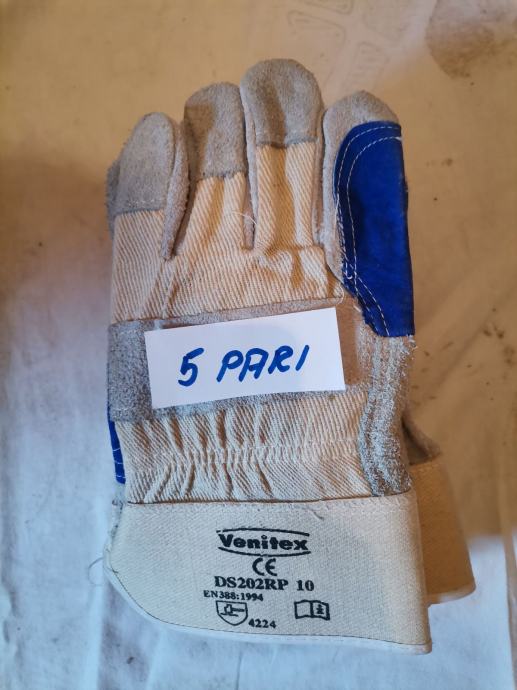 5 PARI
Venitex
CE
DS202RP 10
EN388:1994
4224